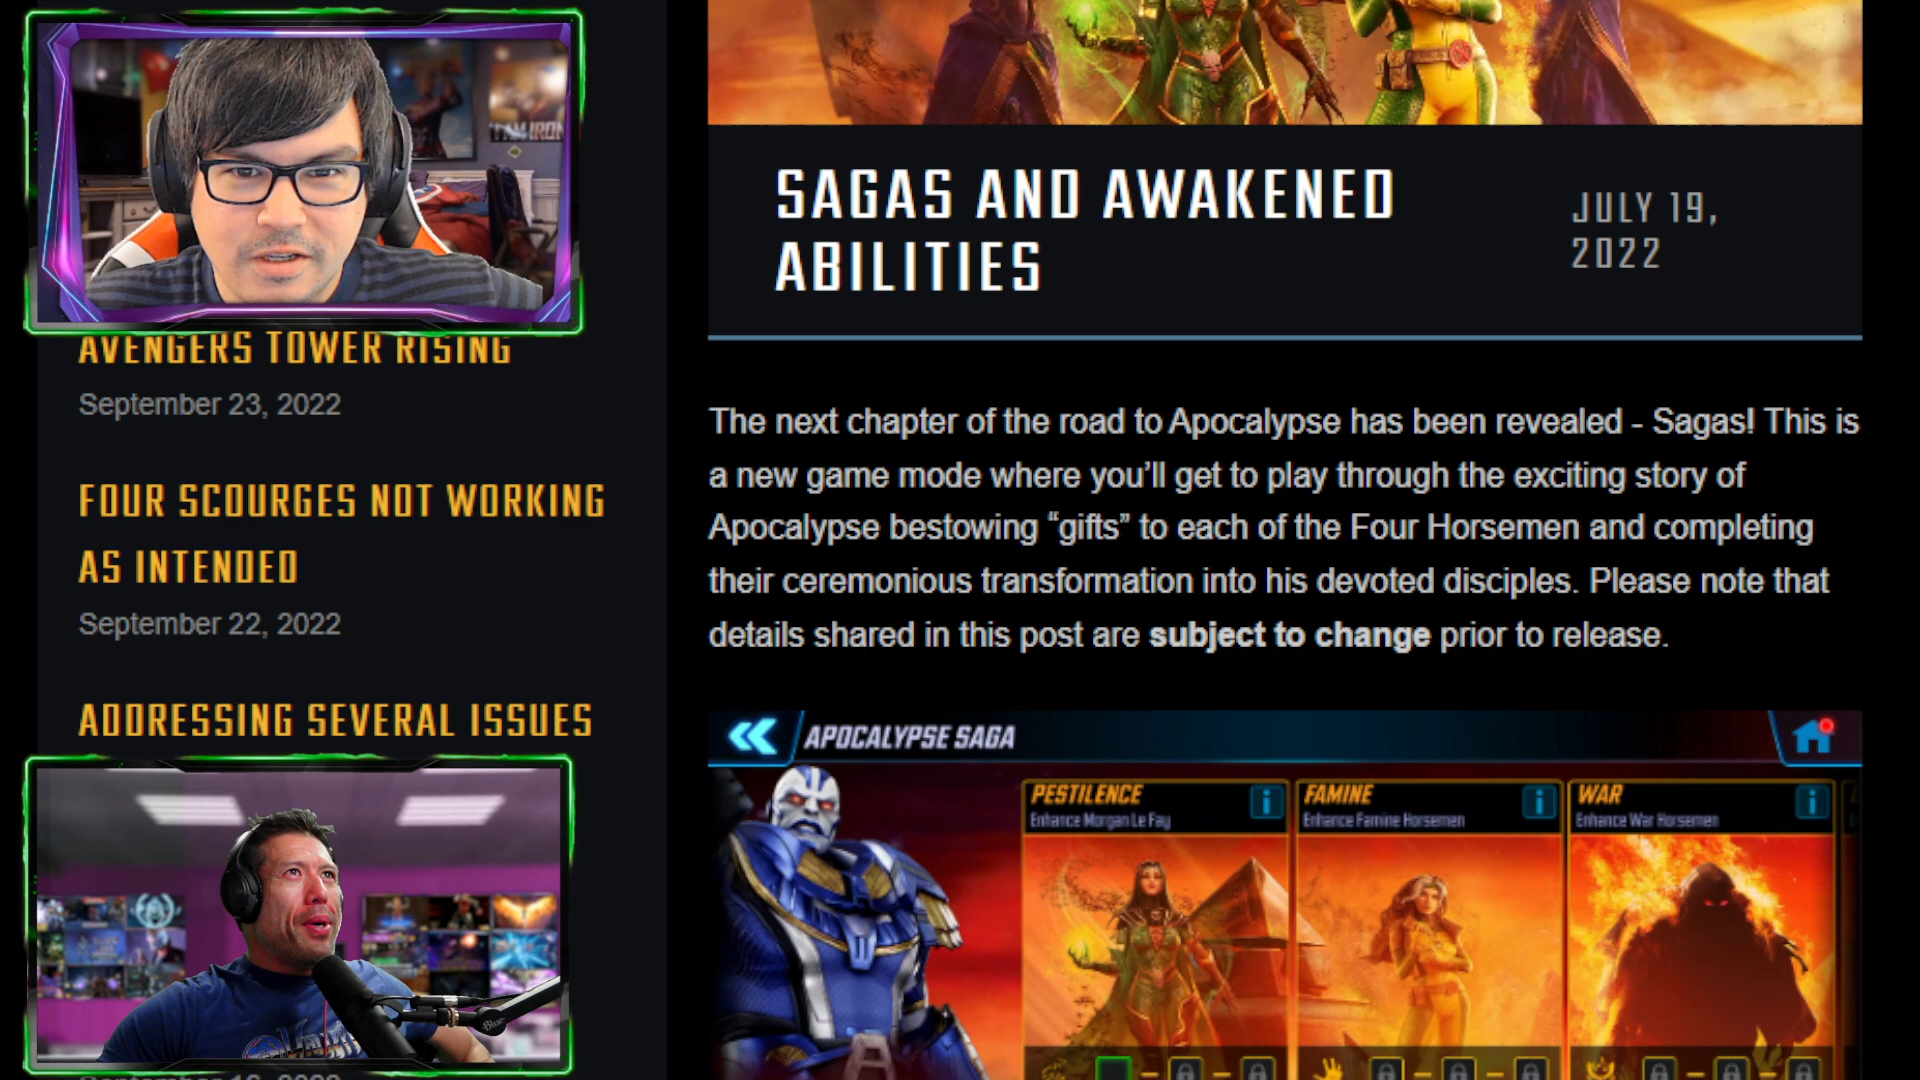 TEAM IRON
AVENGERS TOWER RISING
September 23, 2022
FOUR SCOURGES NOT WORKING
AS INTENDED
September 22, 2022
ADDRESSING SEVERAL ISSUES
Blue
SAGAS AND AWAKENED
ABILITIES
JULY 19,
2022
The next chapter of the road to Apocalypse has been revealed - Sagas! This is
a new game mode where you’ll get to play through the exciting story of
Apocalypse bestowing “gifts” to each of the Four Horsemen and completing
their ceremonious transformation into his devoted disciples. Please note that
details shared in this post are subject to change prior to release.
APOCALYPSE SAGA
PESTILENCE
Enhance Morgan Le Fay
FAMINE
Enhance Famine Horsemen
WAR
Enhance War Horsemen